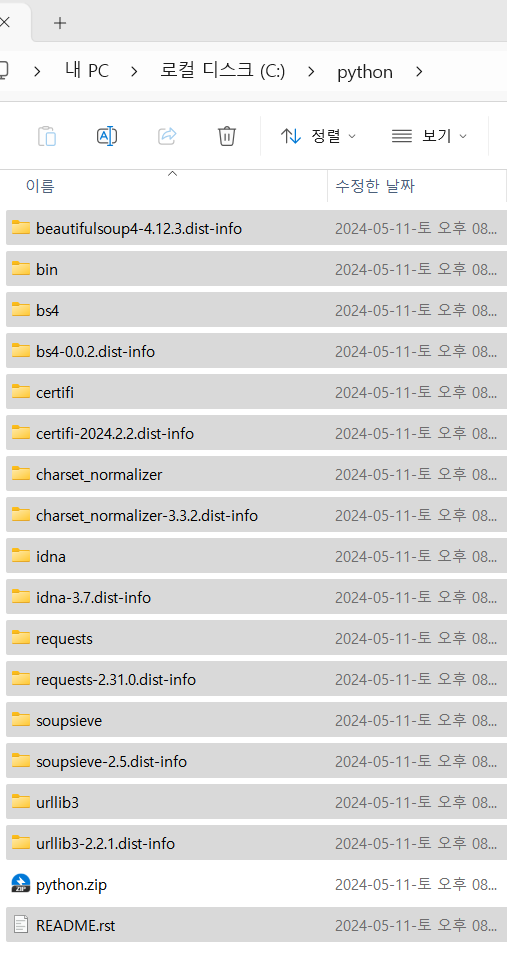 내 PC > 로컬 디스크 (C:) > python >
정렬 보기
이름 수정한 날짜
beautifulsoup4-4.12.3.dist-info 2024-05-11-토 오후 08...
bin 2024-05-11-토 오후 08...
bs4 2024-05-11-토 오후 08...
bs4-0.0.2.dist-info 2024-05-11-토 오후 08...
certifi 2024-05-11-토 오후 08...
certifi-2024.2.2.dist-info 2024-05-11-토 오후 08...
charset_normalizer 2024-05-11-토 오후 08...
charset_normalizer-3.3.2.dist-info 2024-05-11-토 오후 08...
idna 2024-05-11-토 오후 08...
idna-3.7.dist-info 2024-05-11-토 오후 08...
requests 2024-05-11-토 오후 08...
requests-2.31.0.dist-info 2024-05-11-토 오후 08...
soupsieve 2024-05-11-토 오후 08...
soupsieve-2.5.dist-info 2024-05-11-토 오후 08...
urllib3 2024-05-11-토 오후 08...
urllib3-2.2.1.dist-info 2024-05-11-토 오후 08...
python.zip 2024-05-11-토 오후 08...
README.rst 2024-05-11-토 오후 08...